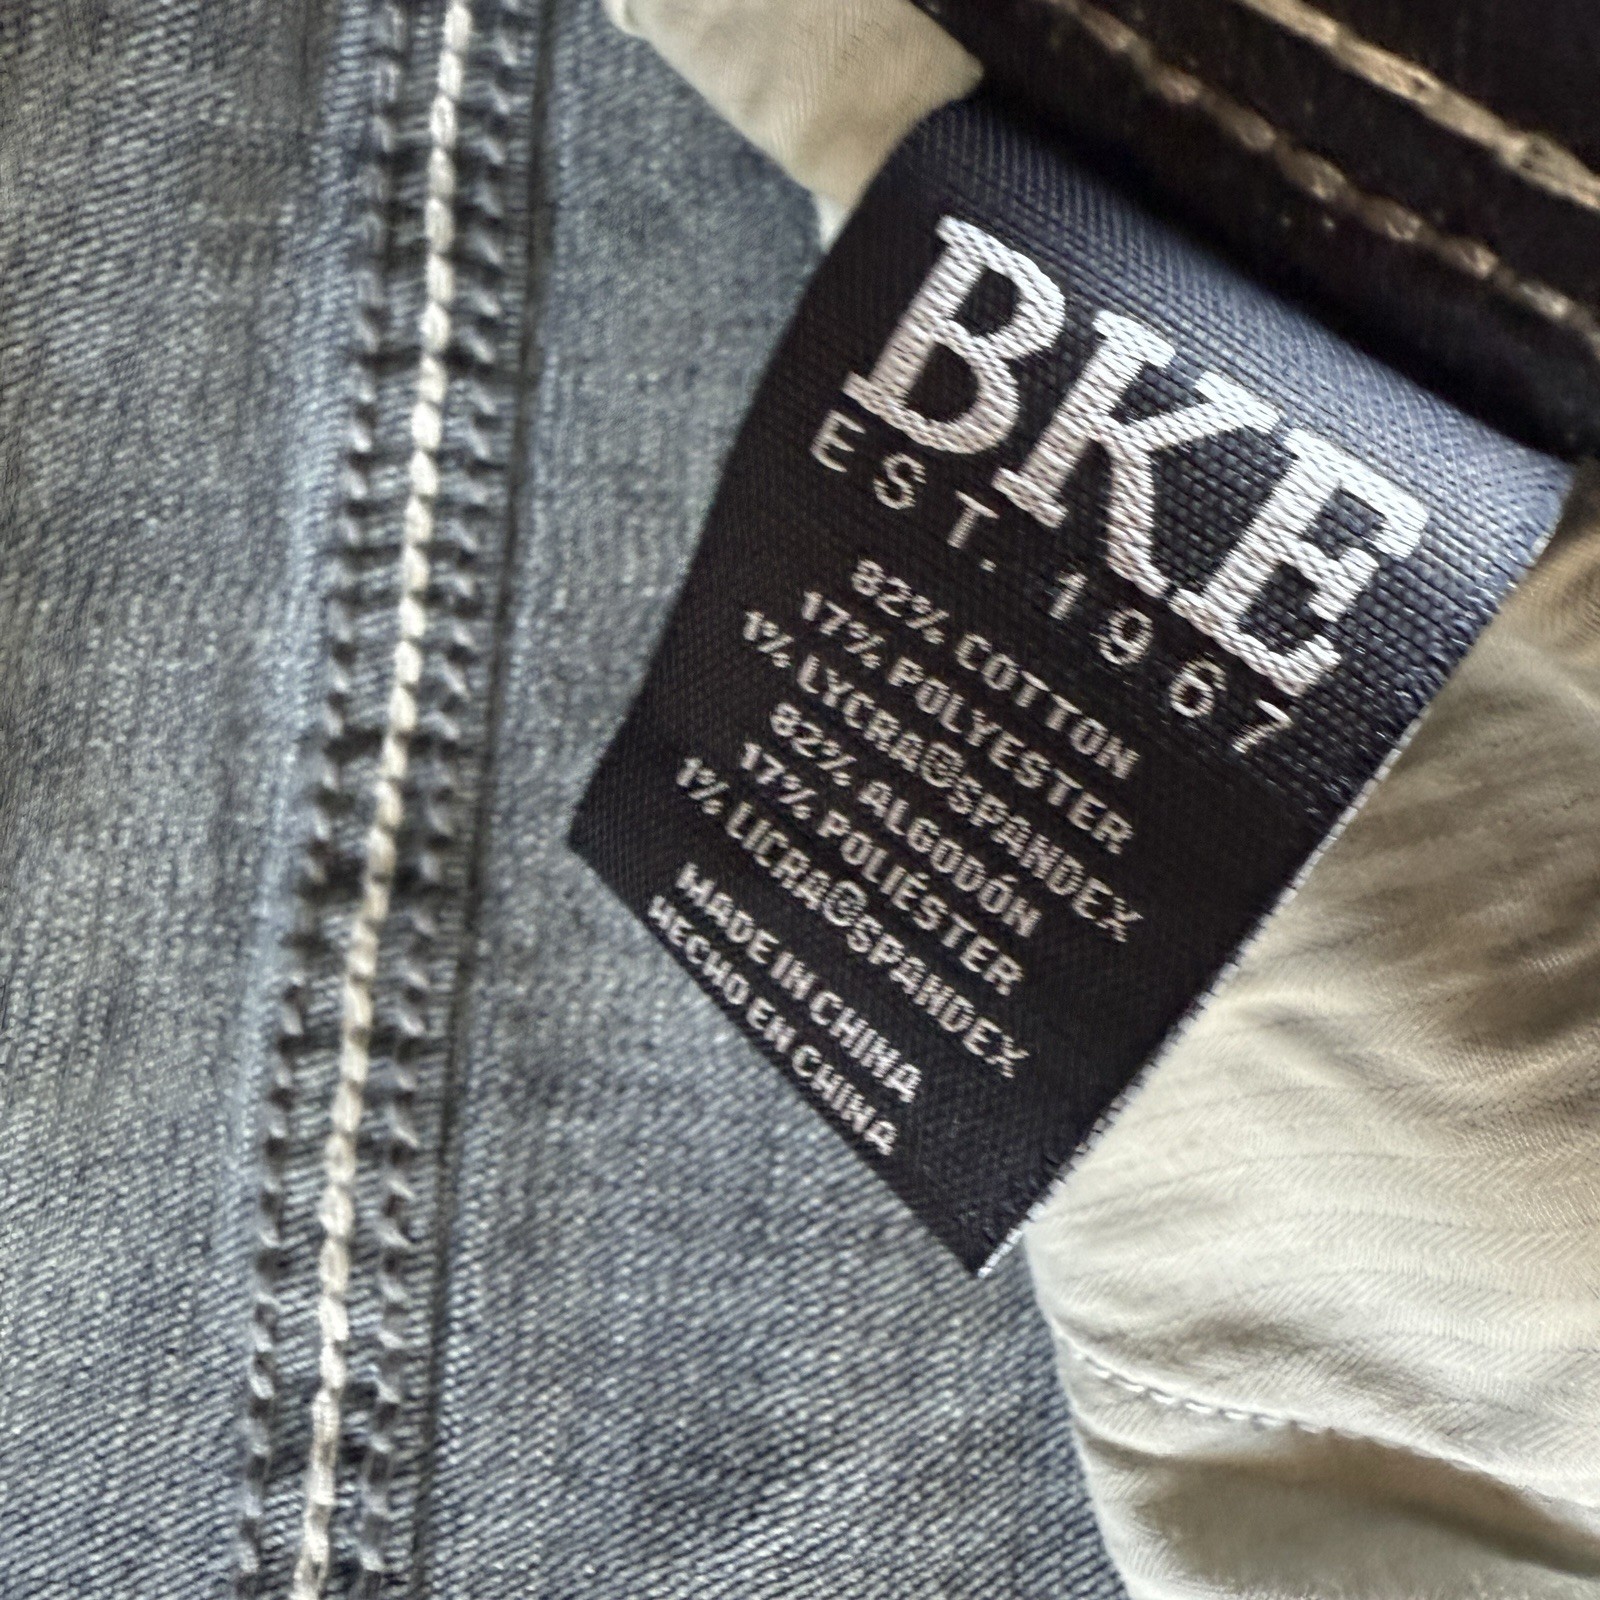 BKE
EST. 1967
82% COTTON
17% POLYESTER
1% LYCRA®SPANDEX
82% ALGODÓN
17% POLIÉSTER
1% LICRA®SPANDEX
MADE IN CHINA
HECHO EN CHINA